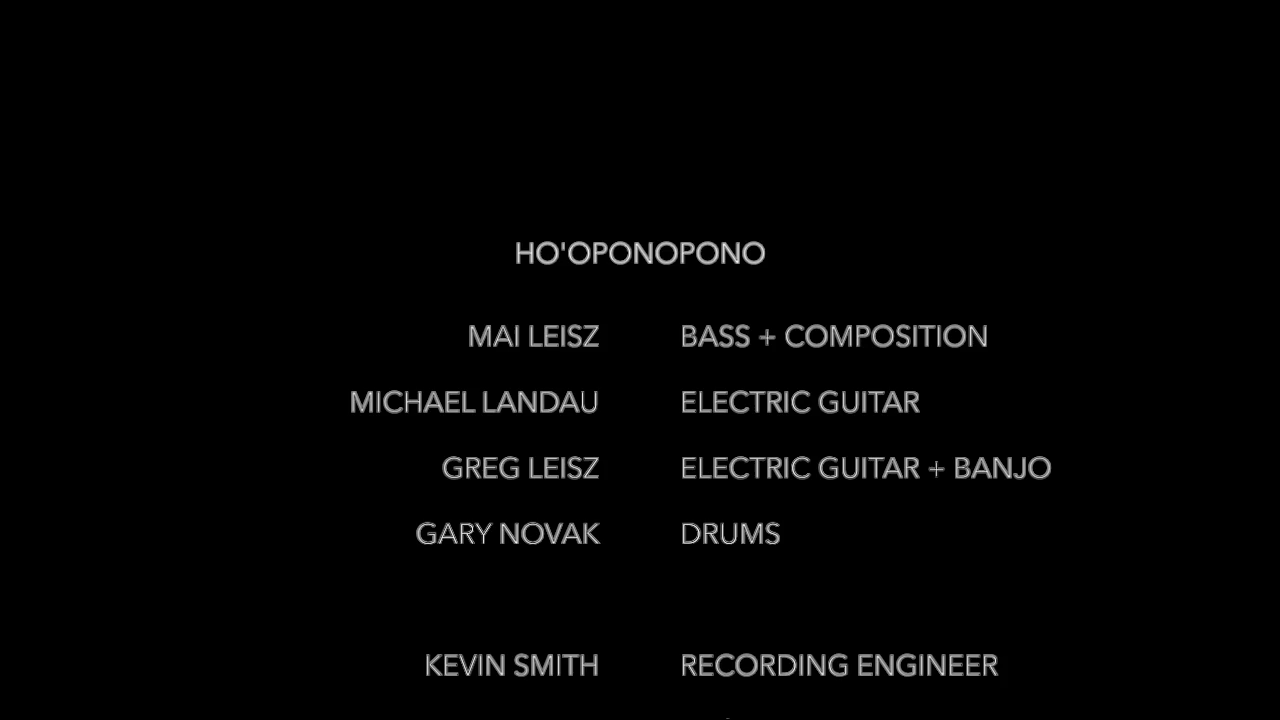 HO'OPONOPONO
MAI LEISZ BASS + COMPOSITION
MICHAEL LANDAU ELECTRIC GUITAR
GREG LEISZ ELECTRIC GUITAR + BANJO
GARY NOVAK DRUMS
KEVIN SMITH RECORDING ENGINEER